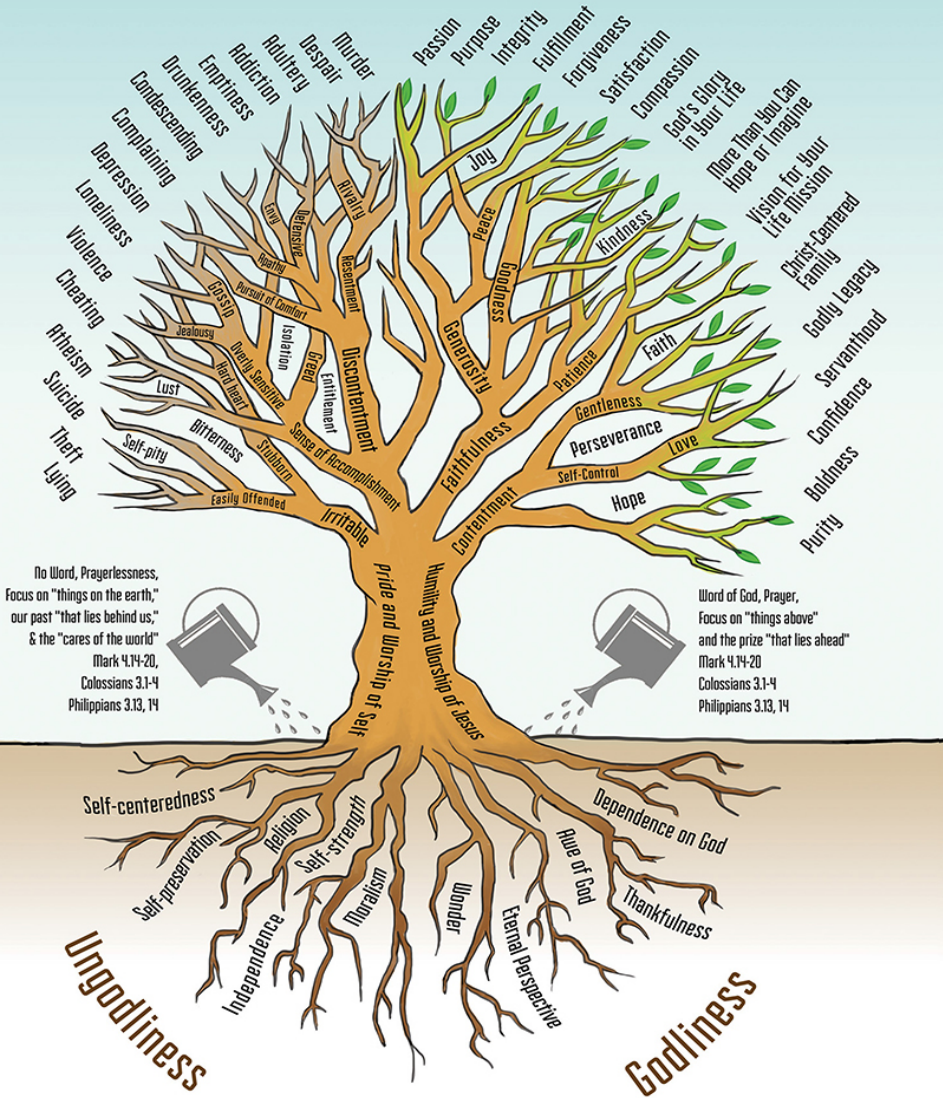 Lying
Theft
Suicide
Atheism
Cheating
Violence
Loneliness
Depression
Complaining
Condescending
Drunkenness
Emptiness
Addiction
Adultery
Despair
Murder
Passion
Purpose
Integrity
Fulfillment
Forgiveness
Satisfaction
Compassion
God's Glory
in Your Life
More Than You Can
Hope or Imagine
Vision for Your
Life Mission
Christ-Centered
Family
Godly Legacy
Servanthood
Confidence
Boldness
Purity
Envy
Defensive
Rivalry
Apathy
Resentment
Gossip
Pursuit of Comfort
Jealousy
Isolation
Overly Sensitive
Greed
Discontentment
Hard heart
Entitlement
Lust
Bitterness
Sense of Accomplishment
Self-pity
Stubborn
Easily Offended
Irritable
Joy
Peace
Kindness
Goodness
Generosity
Patience
Faith
Gentleness
Faithfulness
Perseverance
Love
Self-Control
Contentment
Hope
No Word, Prayerlessness,
Focus on "things on the earth,"
our past "that lies behind us,"
& the "cares of the world"
Mark 4.14-20,
Colossians 3.1-4
Philippians 3.13, 14
Pride and Worship of Self
Humility and Worship of Jesus
Word of God, Prayer,
Focus on "things above"
and the prize "that lies ahead"
Mark 4.14-20
Colossians 3.1-4
Philippians 3.13, 14
Self-centeredness
Self-preservation
Religion
Self-strength
Independence
Moralism
Wonder
Eternal Perspective
Awe of God
Dependence on God
Thankfulness
Ungodliness
Godliness